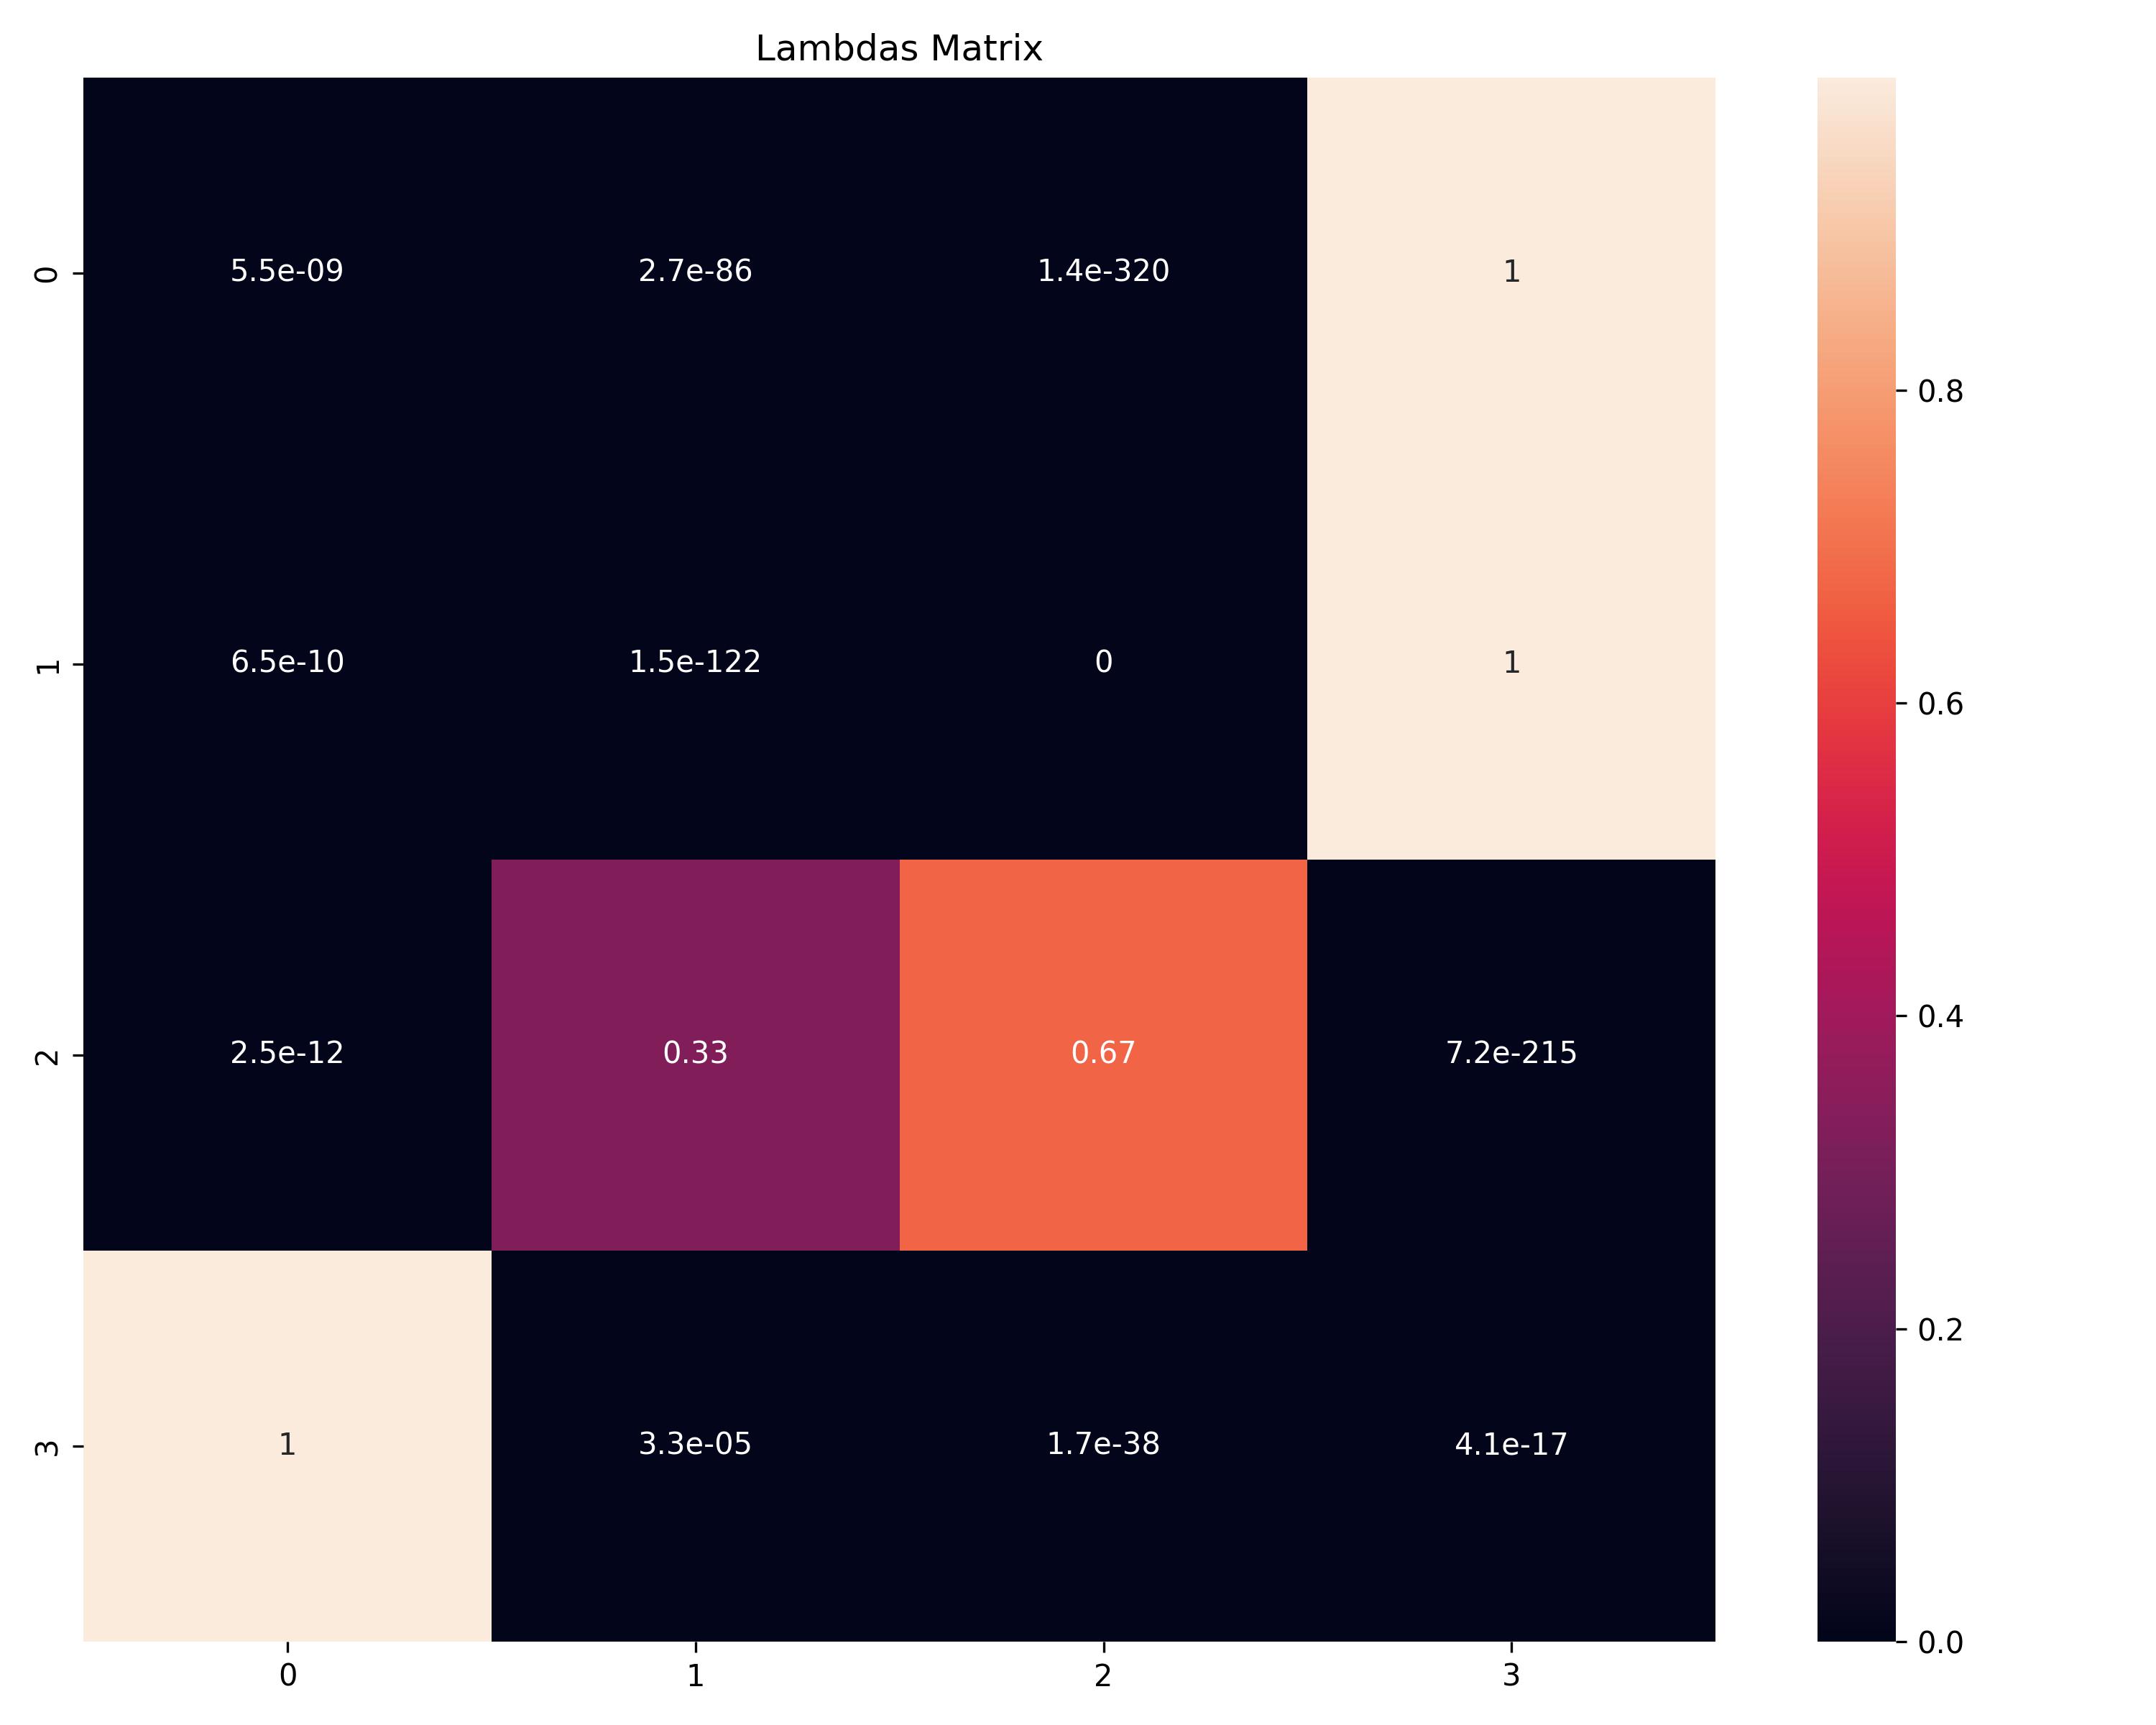 Lambdas Matrix
0 5.5e-09 2.7e-86 1.4e-320 1
1 6.5e-10 1.5e-122 0 1
2 2.5e-12 0.33 0.67 7.2e-215
3 1 3.3e-05 1.7e-38 4.1e-17
0 1 2 3
0.8
0.6
0.4
0.2
0.0